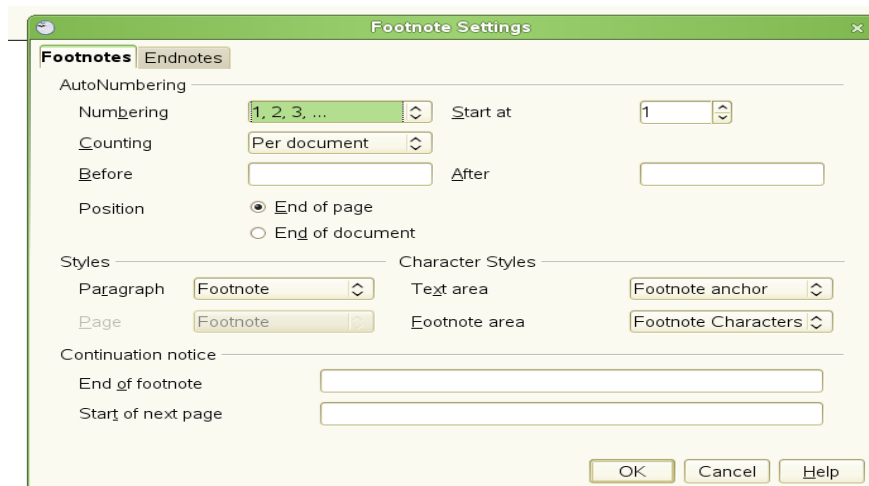 Footnote Settings
Footnotes Endnotes
AutoNumbering
Numbering 1, 2, 3, ... Start at 1
Counting Per document
Before After
Position End of page
End of document
Styles Character Styles
Paragraph Footnote Text area Footnote anchor
Page Footnote Footnote area Footnote Characters
Continuation notice
End of footnote
Start of next page
OK Cancel Help